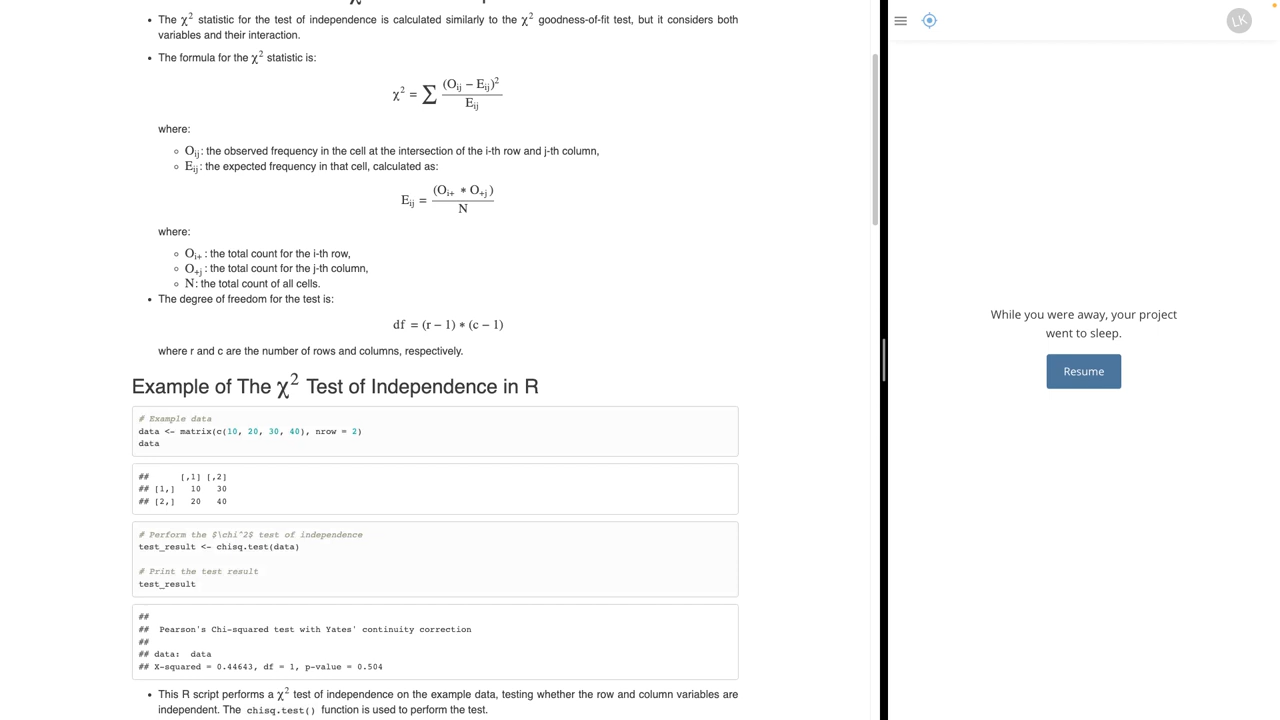 • The χ² statistic for the test of independence is calculated similarly to the χ² goodness-of-fit test, but it considers both
variables and their interaction.
• The formula for the χ² statistic is:
χ² = ∑ (Oij − Eij)² / Eij
where:
◦ Oij: the observed frequency in the cell at the intersection of the i-th row and j-th column,
◦ Eij: the expected frequency in that cell, calculated as:
Eij = (Oi+ * O+j) / N
where:
◦ Oi+: the total count for the i-th row,
◦ O+j: the total count for the j-th column,
◦ N: the total count of all cells.
• The degree of freedom for the test is:
df = (r − 1) * (c − 1)
where r and c are the number of rows and columns, respectively.
Example of The χ² Test of Independence in R
# Example data
data <- matrix(c(10, 20, 30, 40), nrow = 2)
data
##      [,1] [,2]
## [1,]   10   30
## [2,]   20   40
# Perform the $\chi^2$ test of independence
test_result <- chisq.test(data)
# Print the test result
test_result
##
##  Pearson's Chi-squared test with Yates' continuity correction
##
## data:  data
## X-squared = 0.44643, df = 1, p-value = 0.504
• This R script performs a χ² test of independence on the example data, testing whether the row and column variables are
independent. The chisq.test() function is used to perform the test.
LK
While you were away, your project
went to sleep.
Resume